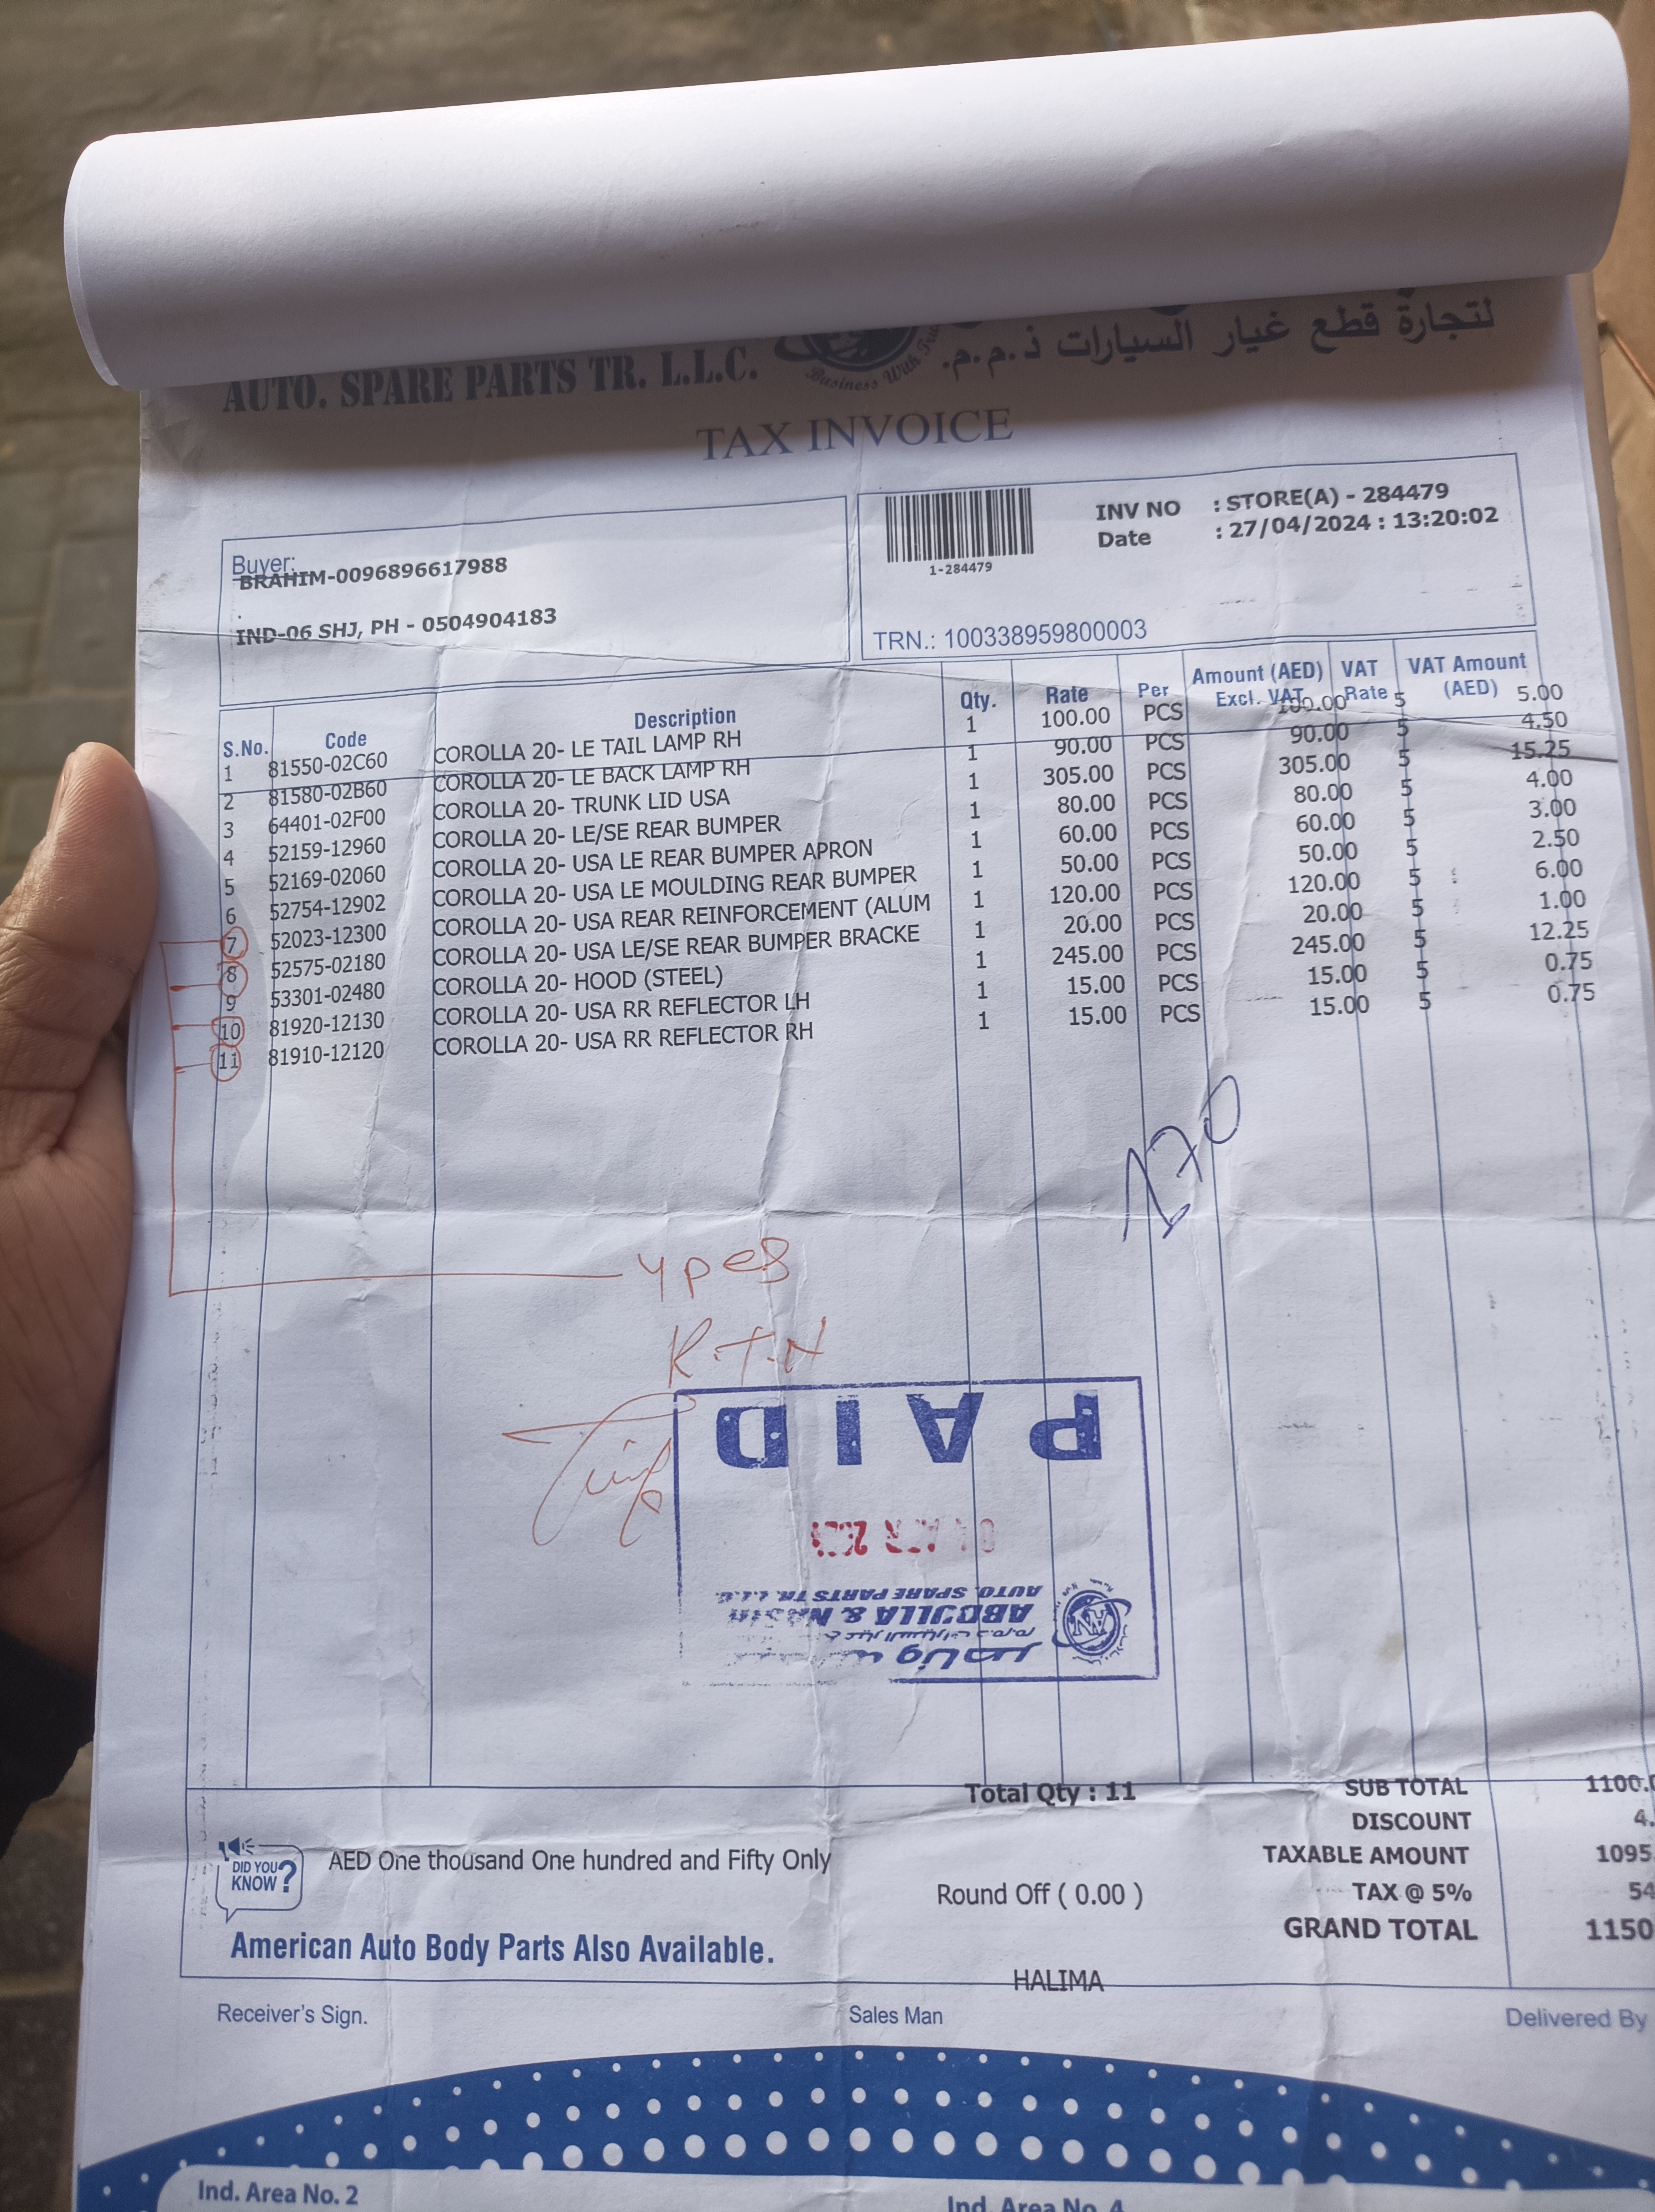 لتجارة قطع غيار السيارات ذ.م.م.
AUTO. SPARE PARTS TR. L.L.C.
Business With
TAX INVOICE
Buyer:
BRAHIM-0096896617988
.
IND-06 SHJ, PH - 0504904183
1-284479
INV NO : STORE(A) - 284479
Date : 27/04/2024 : 13:20:02
TRN.: 100338959800003
S.No. Code Description Qty. Rate Per Amount (AED) Excl. VAT VAT Rate VAT Amount (AED)
1 81550-02C60 COROLLA 20- LE TAIL LAMP RH 1 100.00 PCS 100.00 5 5.00
2 81580-02B60 COROLLA 20- LE BACK LAMP RH 1 90.00 PCS 90.00 5 4.50
3 64401-02F00 COROLLA 20- TRUNK LID USA 1 305.00 PCS 305.00 5 15.25
4 52159-12960 COROLLA 20- LE/SE REAR BUMPER 1 80.00 PCS 80.00 5 4.00
5 52169-02060 COROLLA 20- USA LE REAR BUMPER APRON 1 60.00 PCS 60.00 5 3.00
6 52754-12902 COROLLA 20- USA LE MOULDING REAR BUMPER 1 50.00 PCS 50.00 5 2.50
7 52023-12300 COROLLA 20- USA REAR REINFORCEMENT (ALUM 1 120.00 PCS 120.00 5 6.00
8 52575-02180 COROLLA 20- USA LE/SE REAR BUMPER BRACKE 1 20.00 PCS 20.00 5 1.00
9 53301-02480 COROLLA 20- HOOD (STEEL) 1 245.00 PCS 245.00 5 12.25
10 81920-12130 COROLLA 20- USA RR REFLECTOR LH 1 15.00 PCS 15.00 5 0.75
11 81910-12120 COROLLA 20- USA RR REFLECTOR RH 1 15.00 PCS 15.00 5 0.75
170
4 pes
R.T.N
PAID
APR
ABDULLA & NASIR
AUTO. SPARE PARTS TR. L.L.C.
Total Qty : 11
SUB TOTAL 1100.
DISCOUNT 4.
TAXABLE AMOUNT 1095
TAX @ 5% 54
GRAND TOTAL 1150
DID YOU KNOW ?
AED One thousand One hundred and Fifty Only
Round Off ( 0.00 )
American Auto Body Parts Also Available.
HALIMA
Receiver's Sign.
Sales Man
Delivered By
Ind. Area No. 2
Ind. Area No. 4